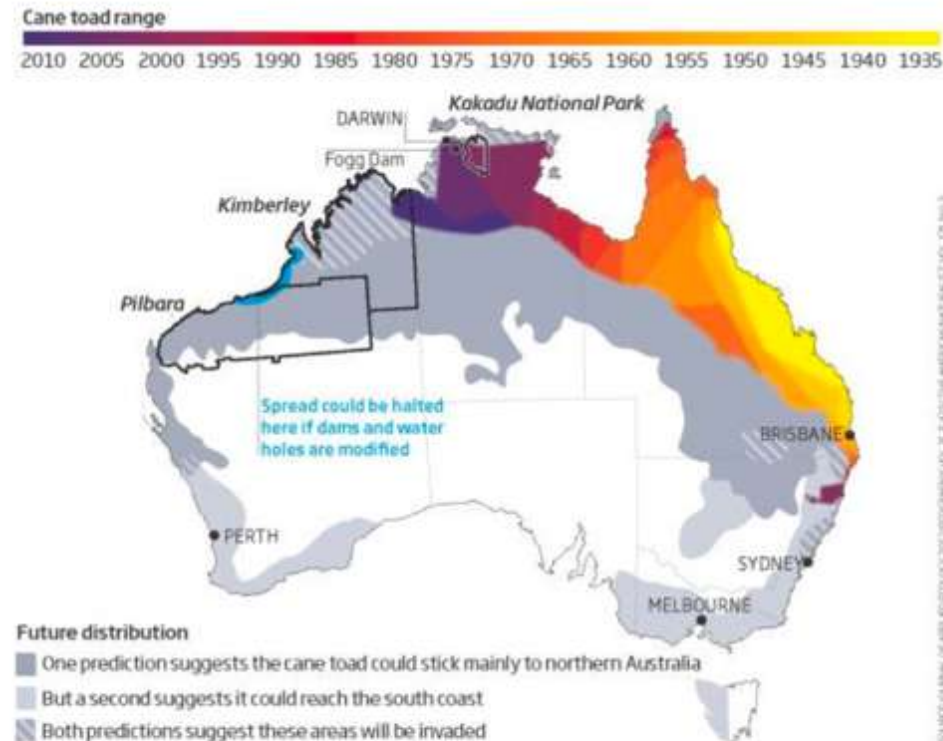 Cane toad range
2010 2005 2000 1995 1990 1985 1980 1975 1970 1965 1960 1955 1950 1945 1940 1935
Kakadu National Park
DARWIN
Fogg Dam
Kimberley
Pilbara
Spread could be halted
here if dams and water
holes are modified
BRISBANE
PERTH
SYDNEY
MELBOURNE
Future distribution
One prediction suggests the cane toad could stick mainly to northern Australia
But a second suggests it could reach the south coast
Both predictions suggest these areas will be invaded